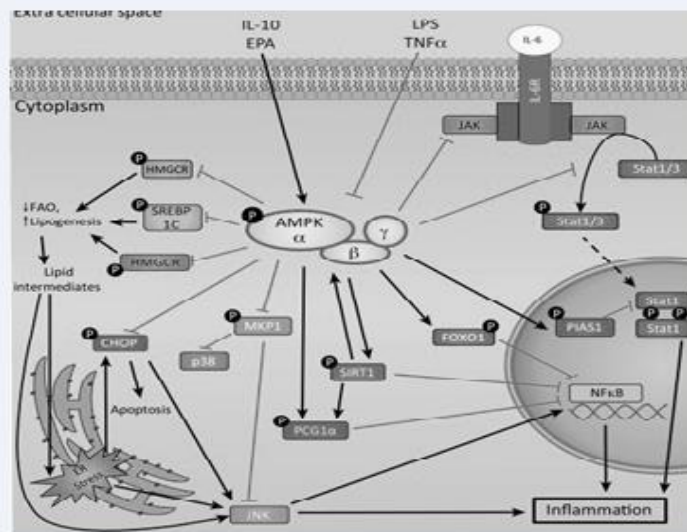 Extra cellular space
IL-10
EPA
LPS
TNFα
IL-6
IL-6R
Cytoplasm
JAK
JAK
P
HMGCR
Stat1/3
↓FAO,
↑Lipogenesis
P
SREBP
1C
P
AMPK
α
γ
β
P
Stat1/3
P
HMGCR
Lipid
intermediates
P
CHOP
P
MKP1
p38
P
SIRT1
FOXO1
P
P
PIAS1
Stat1
P
P
Stat1
NFκB
Apoptosis
P
PCG1α
ER
Stress
JNK
Inflammation